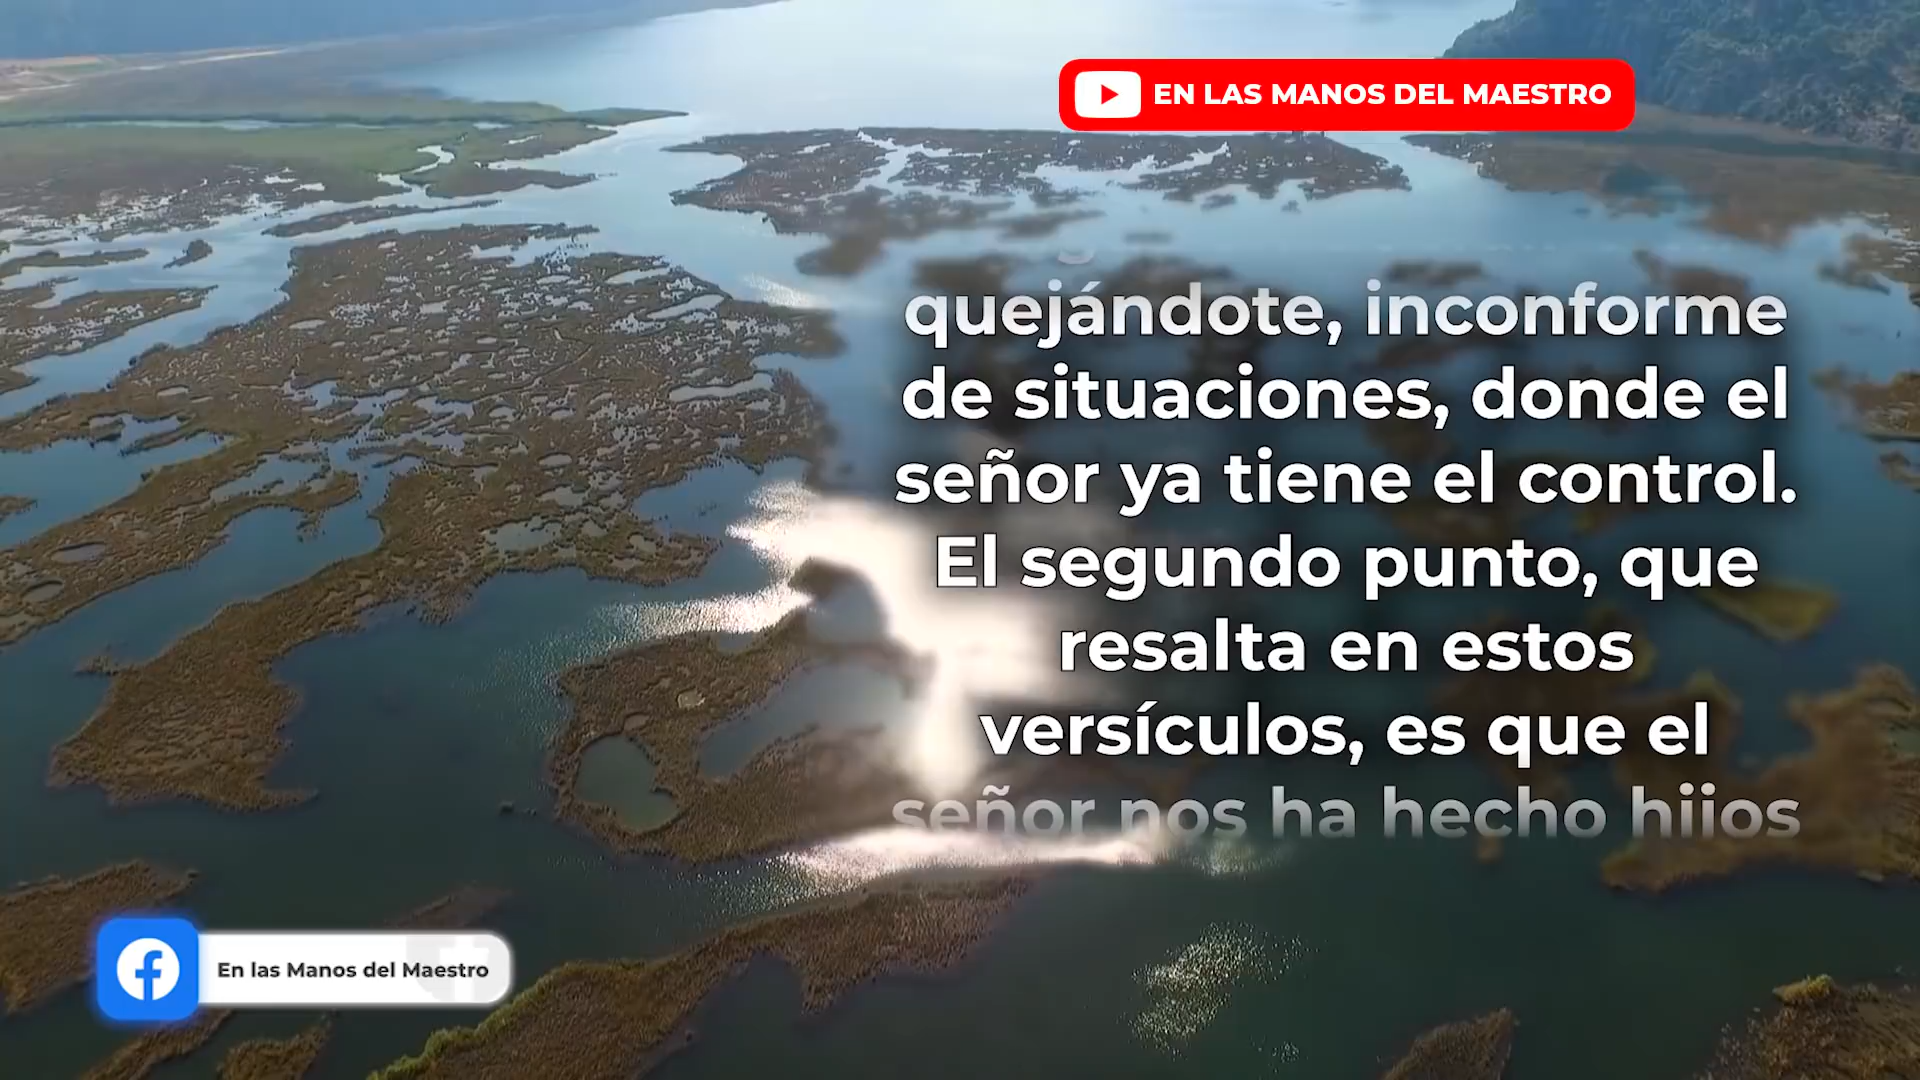 EN LAS MANOS DEL MAESTRO
quejándote, inconforme
de situaciones, donde el
señor ya tiene el control.
El segundo punto, que
resalta en estos
versículos, es que el
señor nos ha hecho hijos
En las Manos del Maestro